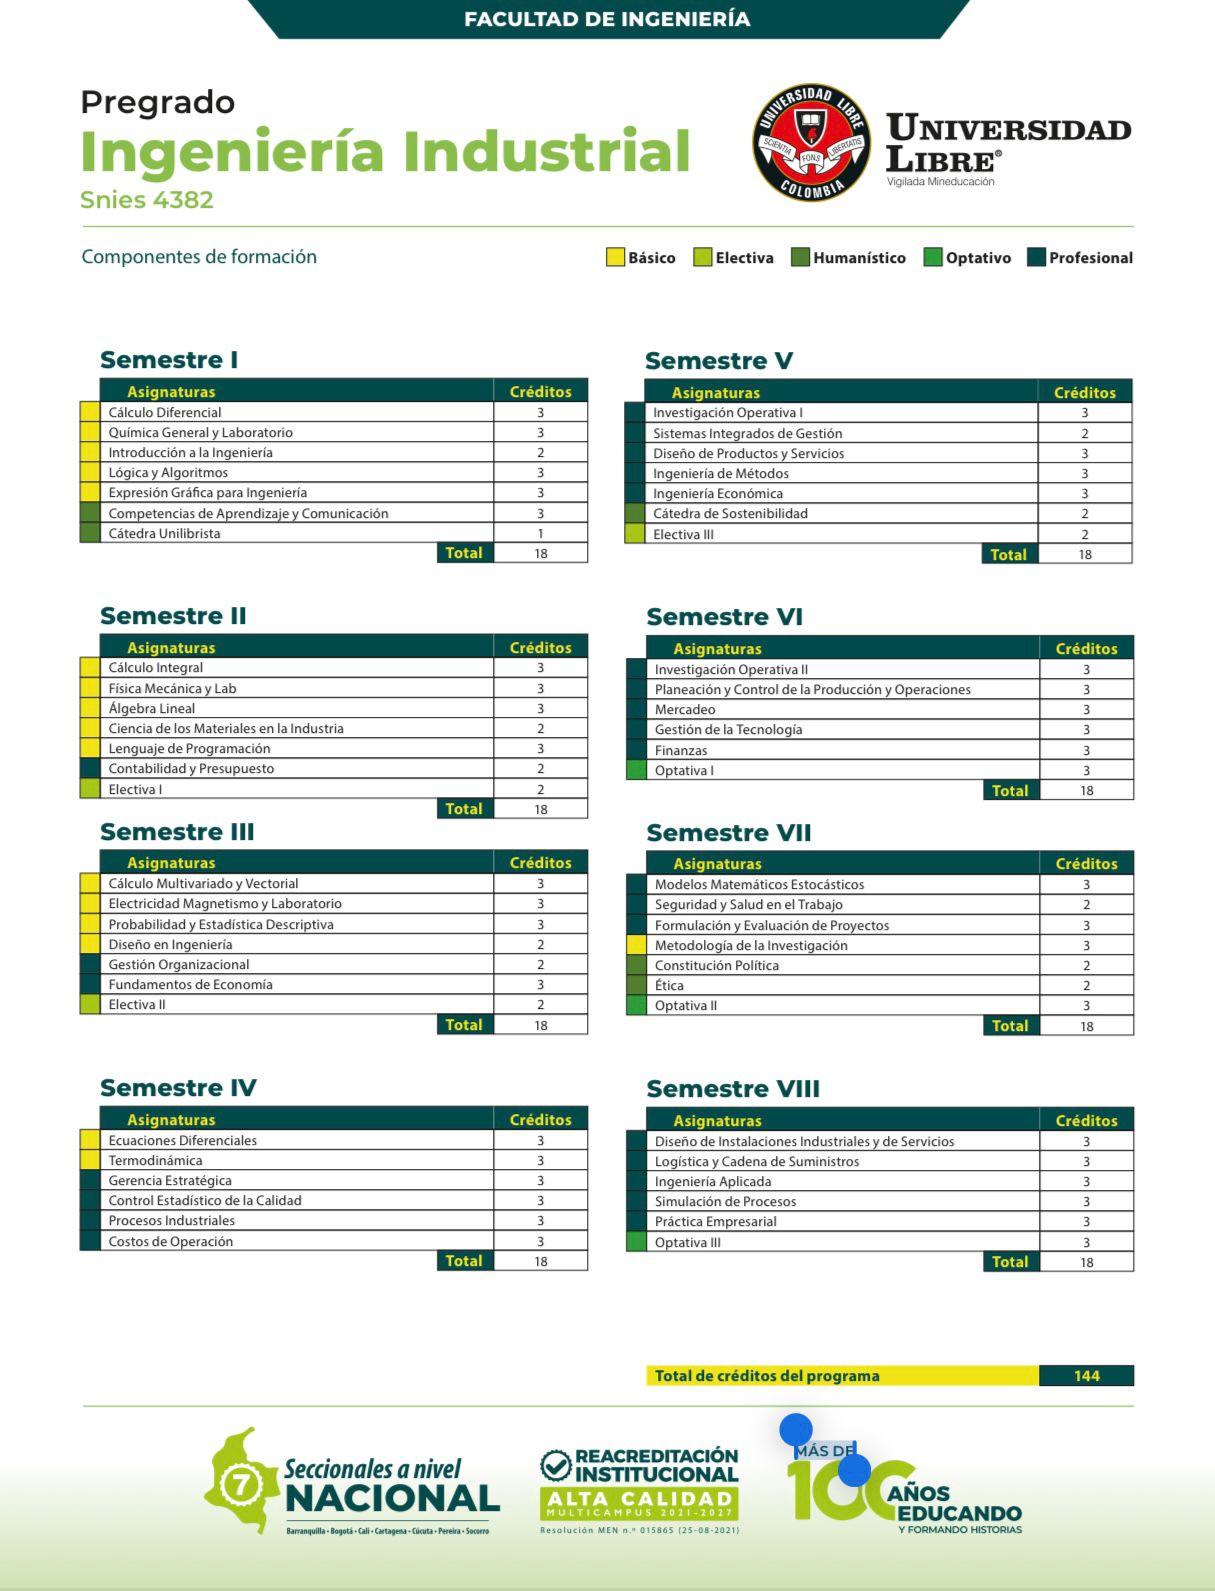 FACULTAD DE INGENIERÍA
Pregrado
Ingeniería Industrial
Snies 4382
UNIVERSIDAD LIBRE
SCIENTIA FONS LIBERTATIS
COLOMBIA
UNIVERSIDAD
LIBRE®
Vigilada Mineducación
Componentes de formación
Básico Electiva Humanístico Optativo Profesional
Semestre I
Asignaturas Créditos
Cálculo Diferencial 3
Química General y Laboratorio 3
Introducción a la Ingeniería 2
Lógica y Algoritmos 3
Expresión Gráfica para Ingeniería 3
Competencias de Aprendizaje y Comunicación 3
Cátedra Unilibrista 1
Total 18
Semestre II
Asignaturas Créditos
Cálculo Integral 3
Física Mecánica y Lab 3
Álgebra Lineal 3
Ciencia de los Materiales en la Industria 2
Lenguaje de Programación 3
Contabilidad y Presupuesto 2
Electiva I 2
Total 18
Semestre III
Asignaturas Créditos
Cálculo Multivariado y Vectorial 3
Electricidad Magnetismo y Laboratorio 3
Probabilidad y Estadística Descriptiva 3
Diseño en Ingeniería 2
Gestión Organizacional 2
Fundamentos de Economía 3
Electiva II 2
Total 18
Semestre IV
Asignaturas Créditos
Ecuaciones Diferenciales 3
Termodinámica 3
Gerencia Estratégica 3
Control Estadístico de la Calidad 3
Procesos Industriales 3
Costos de Operación 3
Total 18
Semestre V
Asignaturas Créditos
Investigación Operativa I 3
Sistemas Integrados de Gestión 2
Diseño de Productos y Servicios 3
Ingeniería de Métodos 3
Ingeniería Económica 3
Cátedra de Sostenibilidad 2
Electiva III 2
Total 18
Semestre VI
Asignaturas Créditos
Investigación Operativa II 3
Planeación y Control de la Producción y Operaciones 3
Mercadeo 3
Gestión de la Tecnología 3
Finanzas 3
Optativa I 3
Total 18
Semestre VII
Asignaturas Créditos
Modelos Matemáticos Estocásticos 3
Seguridad y Salud en el Trabajo 2
Formulación y Evaluación de Proyectos 3
Metodología de la Investigación 3
Constitución Política 2
Ética 2
Optativa II 3
Total 18
Semestre VIII
Asignaturas Créditos
Diseño de Instalaciones Industriales y de Servicios 3
Logística y Cadena de Suministros 3
Ingeniería Aplicada 3
Simulación de Procesos 3
Práctica Empresarial 3
Optativa III 3
Total 18
Total de créditos del programa 144
7
Seccionales a nivel
NACIONAL
Barranquilla • Bogotá • Cali • Cartagena • Cúcuta • Pereira • Socorro
REACREDITACIÓN
INSTITUCIONAL
ALTA CALIDAD
MULTICAMPUS 2021-2027
Resolución MEN n.º 015865 (25-08-2021)
MÁS DE
100 AÑOS
EDUCANDO
Y FORMANDO HISTORIAS